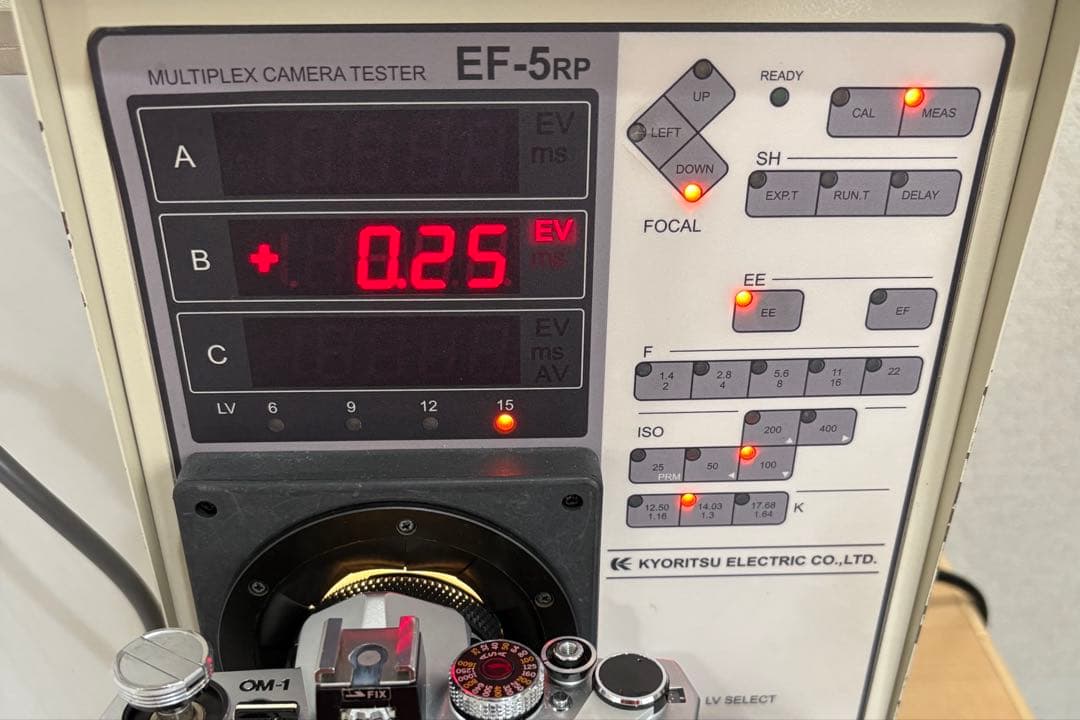 MULTIPLEX CAMERA TESTER EF-5RP
A EV
ms
B + 0.25 EV
ms
C EV
ms
AV
LV 6 9 12 15
UP
LEFT
DOWN
FOCAL
READY
CAL MEAS
SH
EXP.T RUN.T DELAY
EE
EE EF
F
1.4 2.8 5.6 11 22
2 4 8 16
ISO 200 400
25 50 100
PRM
12.50 14.03 17.68 K
1.16 1.3 1.64
KYORITSU ELECTRIC CO.,LTD.
OM-1
FIX
LV SELECT